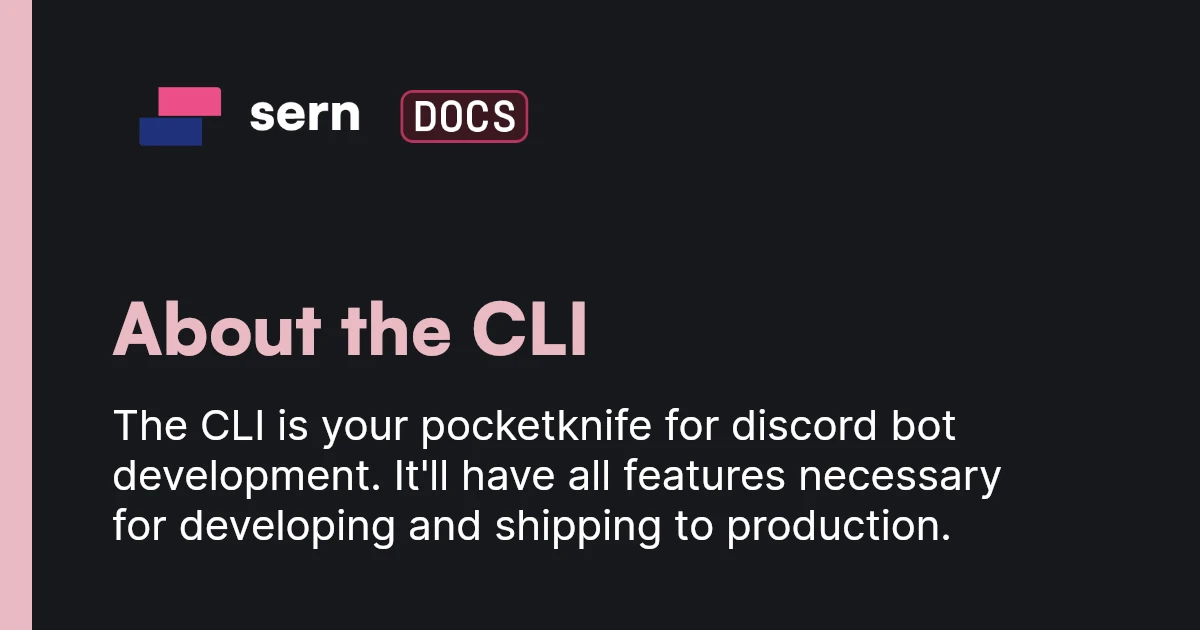 sern DOCS
About the CLI
The CLI is your pocketknife for discord bot
development. It'll have all features necessary
for developing and shipping to production.